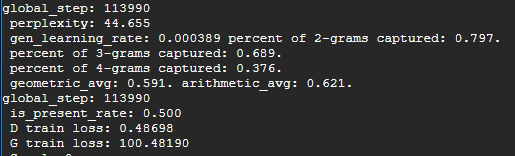 global_step: 113990
perplexity: 44.655
gen_learning_rate: 0.000389 percent of 2-grams captured: 0.797.
percent of 3-grams captured: 0.689.
percent of 4-grams captured: 0.376.
geometric_avg: 0.591. arithmetic_avg: 0.621.
global_step: 113990
is_present_rate: 0.500
D train loss: 0.48698
G train loss: 100.48190